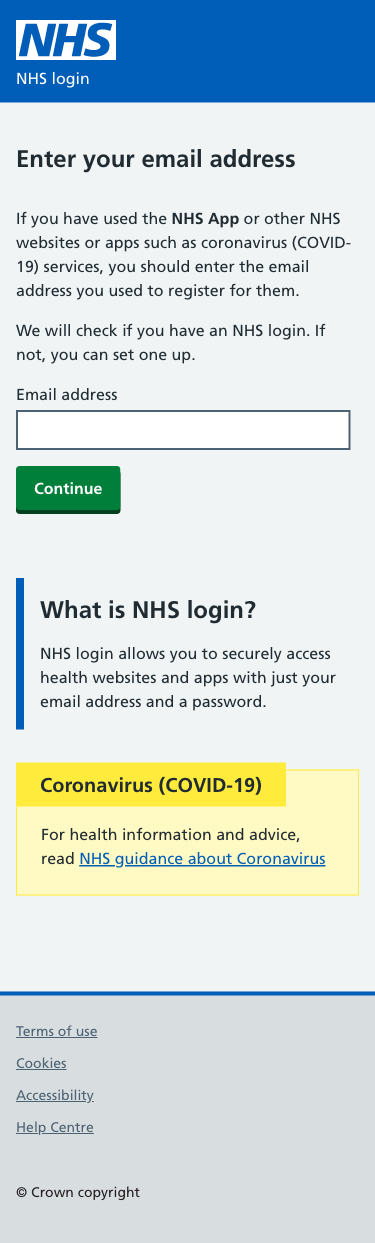 NHS
NHS login
Enter your email address
If you have used the NHS App or other NHS
websites or apps such as coronavirus (COVID-
19) services, you should enter the email
address you used to register for them.
We will check if you have an NHS login. If
not, you can set one up.
Email address
Continue
What is NHS login?
NHS login allows you to securely access
health websites and apps with just your
email address and a password.
Coronavirus (COVID-19)
For health information and advice,
read NHS guidance about Coronavirus
Terms of use
Cookies
Accessibility
Help Centre
© Crown copyright